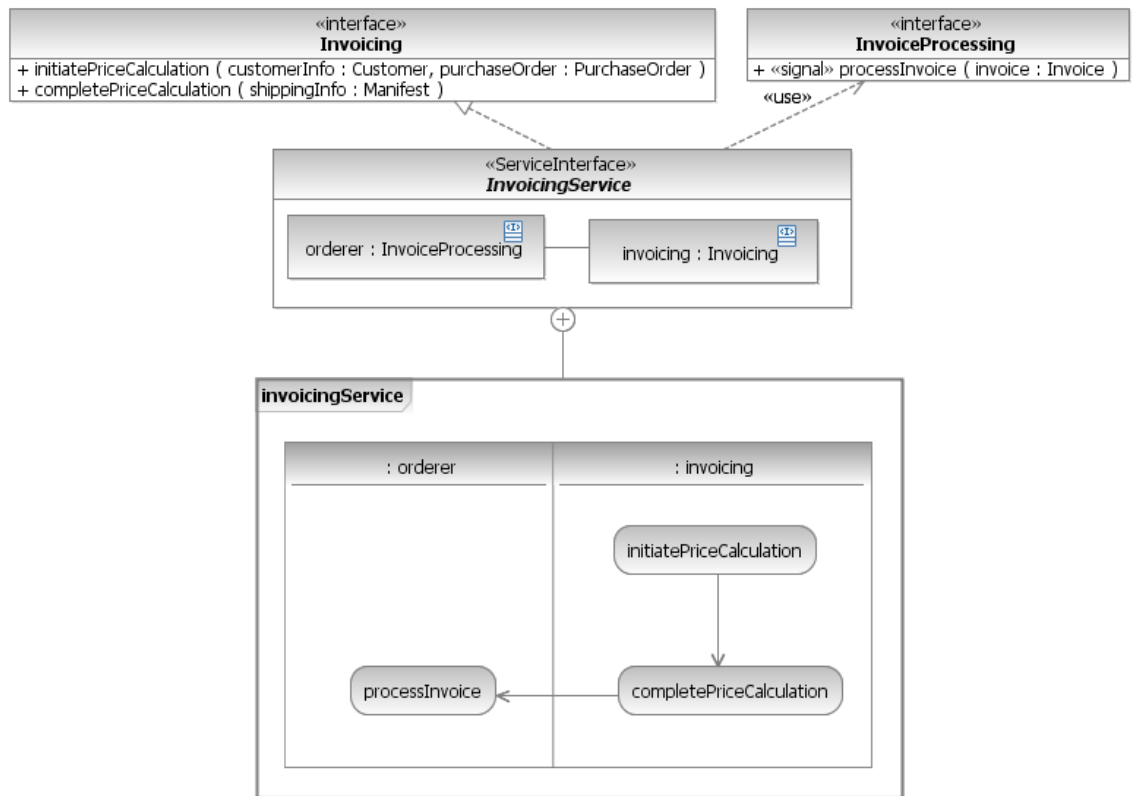 «interface»
Invoicing
+ initiatePriceCalculation ( customerInfo : Customer, purchaseOrder : PurchaseOrder )
+ completePriceCalculation ( shippingInfo : Manifest )
«interface»
InvoiceProcessing
+ «signal» processInvoice ( invoice : Invoice )
«use»
«ServiceInterface»
InvoicingService
orderer : InvoiceProcessing
invoicing : Invoicing
invoicingService
: orderer
: invoicing
initiatePriceCalculation
processInvoice
completePriceCalculation